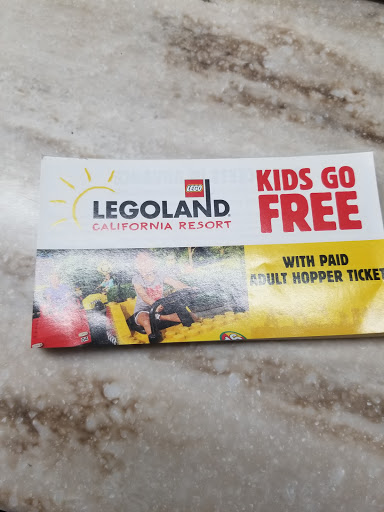 LEGO
LEGOLAND®
CALIFORNIA RESORT
KIDS GO
FREE
WITH PAID
ADULT HOPPER TICKET